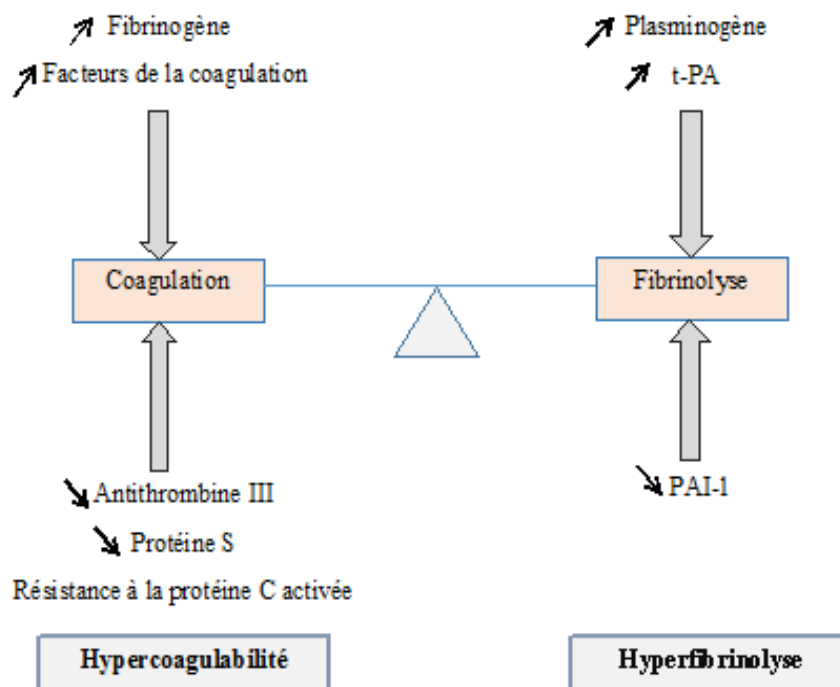 Fibrinogène
Facteurs de la coagulation
Plasminogène
t-PA
Coagulation
Fibrinolyse
Antithrombine III
Protéine S
Résistance à la protéine C activée
PAI-1
Hypercoagulabilité
Hyperfibrinolyse